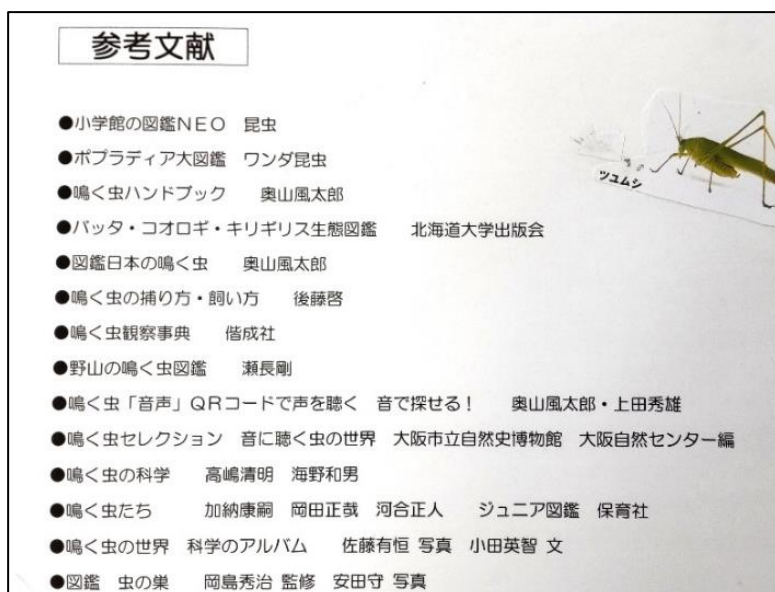 参考文献
●小学館の図鑑NEO 昆虫
●ポプラディア大図鑑 ワンダ昆虫
●鳴く虫ハンドブック 奥山風太郎
●バッタ・コオロギ・キリギリス生態図鑑 北海道大学出版会
●図鑑日本の鳴く虫 奥山風太郎
●鳴く虫の捕り方・飼い方 後藤啓
●鳴く虫観察事典 偕成社
●野山の鳴く虫図鑑 瀬長剛
●鳴く虫「音声」QRコードで声を聴く 音で探せる! 奥山風太郎・上田秀雄
●鳴く虫セレクション 音に聴く虫の世界 大阪市立自然史博物館 大阪自然センター編
●鳴く虫の科学 高嶋清明 海野和男
●鳴く虫たち 加納康嗣 岡田正哉 河合正人 ジュニア図鑑 保育社
●鳴く虫の世界 科学のアルバム 佐藤有恒 写真 小田英智 文
●図鑑 虫の巣 岡島秀治 監修 安田守 写真
ツユムシ